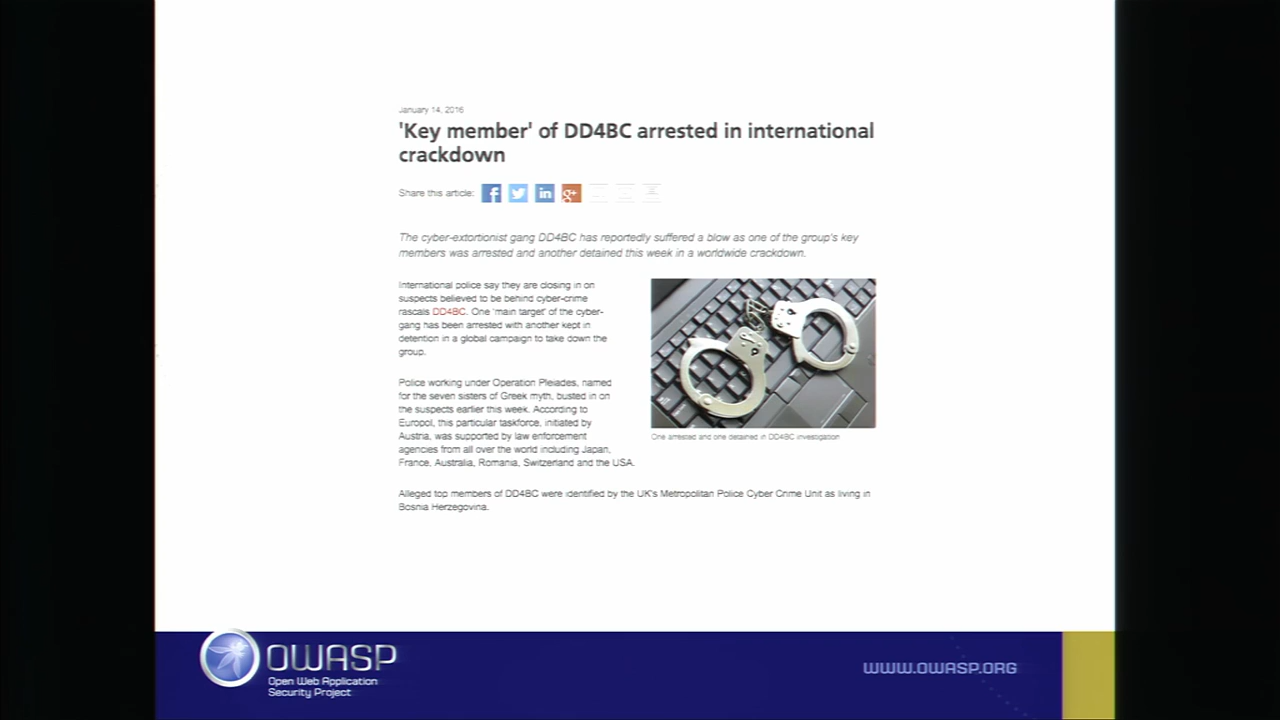 January 14, 2016
'Key member' of DD4BC arrested in international
crackdown
Share this article:
f
in
g+
The cyber-extortionist gang DD4BC has reportedly suffered a blow as one of the group's key
members was arrested and another detained this week in a worldwide crackdown.
International police say they are closing in on
suspects believed to be behind cyber-crime
rascals DD4BC. One 'main target' of the cyber-
gang has been arrested with another kept in
detention in a global campaign to take down the
group.
Police working under Operation Pleiades, named
for the seven sisters of Greek myth, busted in on
the suspects earlier this week. According to
Europol, this particular taskforce, initiated by
Austria, was supported by law enforcement
agencies from all over the world including Japan,
France, Australia, Romania, Switzerland and the USA.
One arrested and one detained in DD4BC investigation
Alleged top members of DD4BC were identified by the UK's Metropolitan Police Cyber Crime Unit as living in
Bosnia Herzegovina.
OWASP
Open Web Application
Security Project
WWW.OWASP.ORG